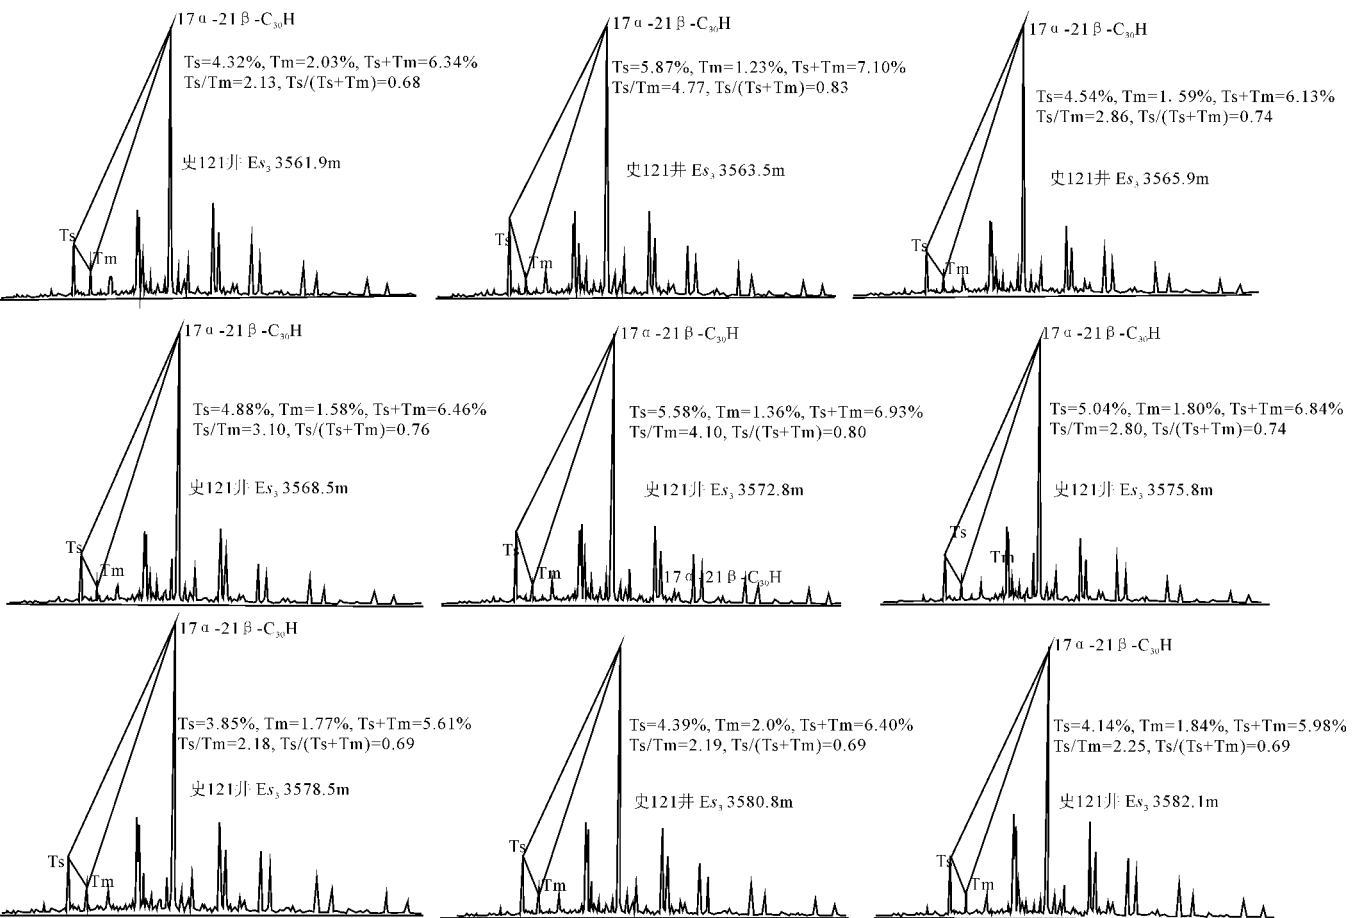 17α-21β-C30H
Ts=4.32%, Tm=2.03%, Ts+Tm=6.34%
Ts/Tm=2.13, Ts/(Ts+Tm)=0.68
史121井 Es3 3561.9m
Ts
Tm
17α-21β-C30H
Ts=5.87%, Tm=1.23%, Ts+Tm=7.10%
Ts/Tm=4.77, Ts/(Ts+Tm)=0.83
史121井 Es3 3563.5m
Ts
Tm
17α-21β-C30H
Ts=4.54%, Tm=1.59%, Ts+Tm=6.13%
Ts/Tm=2.86, Ts/(Ts+Tm)=0.74
史121井 Es3 3565.9m
Ts
Tm
17α-21β-C30H
Ts=4.88%, Tm=1.58%, Ts+Tm=6.46%
Ts/Tm=3.10, Ts/(Ts+Tm)=0.76
史121井 Es3 3568.5m
Ts
Tm
17α-21β-C30H
Ts=5.58%, Tm=1.36%, Ts+Tm=6.93%
Ts/Tm=4.10, Ts/(Ts+Tm)=0.80
史121井 Es3 3572.8m
Ts
Tm
17α-21β-C30H
17α-21β-C30H
Ts=5.04%, Tm=1.80%, Ts+Tm=6.84%
Ts/Tm=2.80, Ts/(Ts+Tm)=0.74
史121井 Es3 3575.8m
Ts
Tm
17α-21β-C30H
Ts=3.85%, Tm=1.77%, Ts+Tm=5.61%
Ts/Tm=2.18, Ts/(Ts+Tm)=0.69
史121井 Es3 3578.5m
Ts
Tm
Ts=4.39%, Tm=2.0%, Ts+Tm=6.40%
Ts/Tm=2.19, Ts/(Ts+Tm)=0.69
史121井 Es3 3580.8m
Ts
Tm
17α-21β-C30H
Ts=4.14%, Tm=1.84%, Ts+Tm=5.98%
Ts/Tm=2.25, Ts/(Ts+Tm)=0.69
史121井 Es3 3582.1m
Ts
Tm